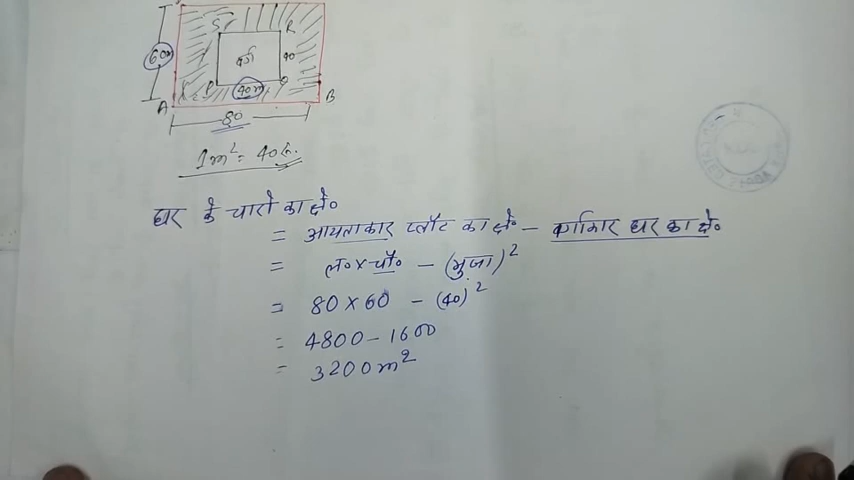 S R
60m
वर्ग 40
P Q
40m
A B
80
1m² = 40रु.
घर के चारो का क्षे०
= आयताकार प्लॉट का क्षे० - वर्गाकार घर का क्षे०
= ल० x चौ० - (भुजा)²
= 80 x 60 - (40)²
= 4800 - 1600
= 3200m²